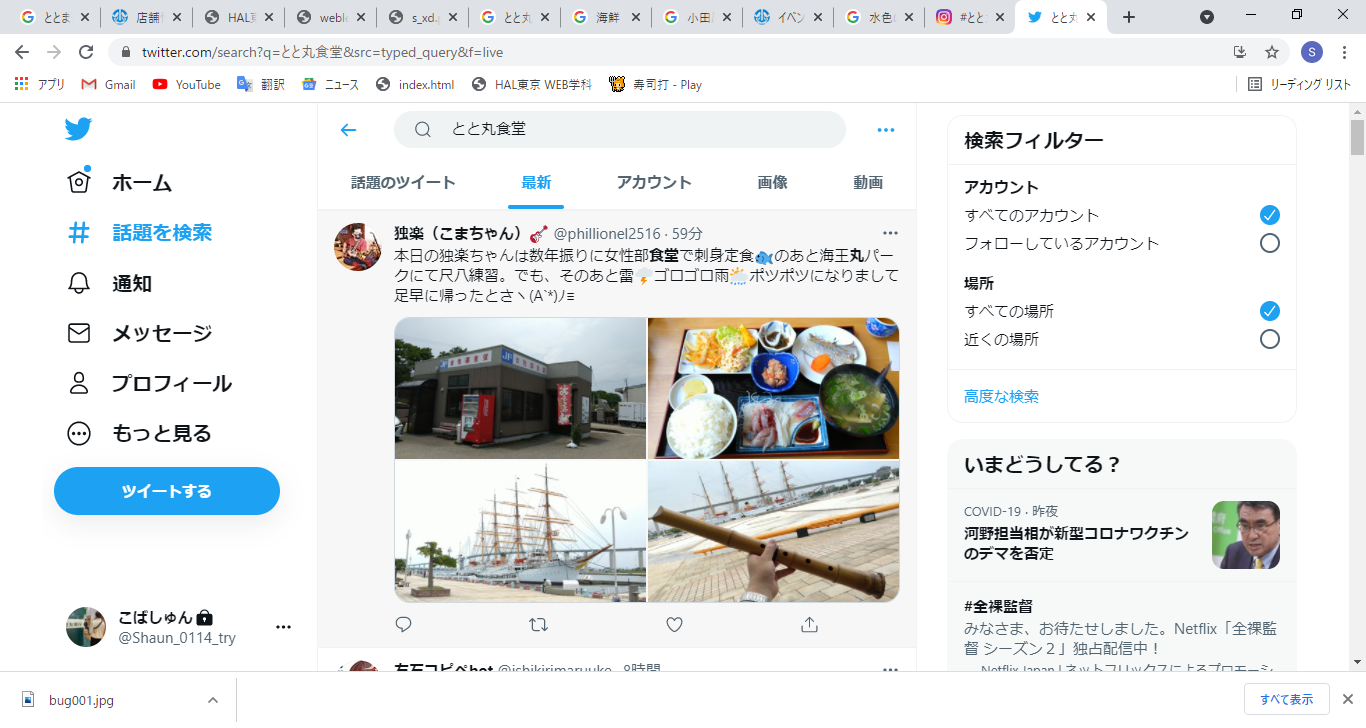 ととま
店舗
HAL東
webl
s_xd.p
とと丸
海鮮
小田
イベン
水色
#とと
とと丸
twitter.com/search?q=とと丸食堂&src=typed_query&f=live
S
アプリ
Gmail
YouTube
翻訳
ニュース
index.html
HAL東京 WEB学科
寿司打 - Play
リーディング リスト
ホーム
話題を検索
通知
メッセージ
プロフィール
もっと見る
ツイートする
こばしゅん
@Shaun_0114_try
とと丸食堂
話題のツイート
最新
アカウント
画像
動画
独楽（こまちゃん）🎸 @phillionel2516 · 59分
本日の独楽ちゃんは数年振りに女性部食堂で刺身定食🐟のあと海王丸パー
クにて尺八練習。でも、そのあと雷🌩ゴロゴロ雨🌦ポツポツになりまして
足早に帰ったとさヽ(A`*)ﾉﾐ
左右コピペbot @ishikirimaruuke · 8時間
検索フィルター
アカウント
すべてのアカウント
フォローしているアカウント
場所
すべての場所
近くの場所
高度な検索
いまどうしてる？
COVID-19 · 昨夜
河野担当相が新型コロナワクチン
のデマを否定
#全裸監督
みなさま、お待たせしました。Netflix「全裸監
督 シーズン２」独占配信中！
Netflix Japan | ネットフリックスによるプロモーシ
bug001.jpg
すべて表示